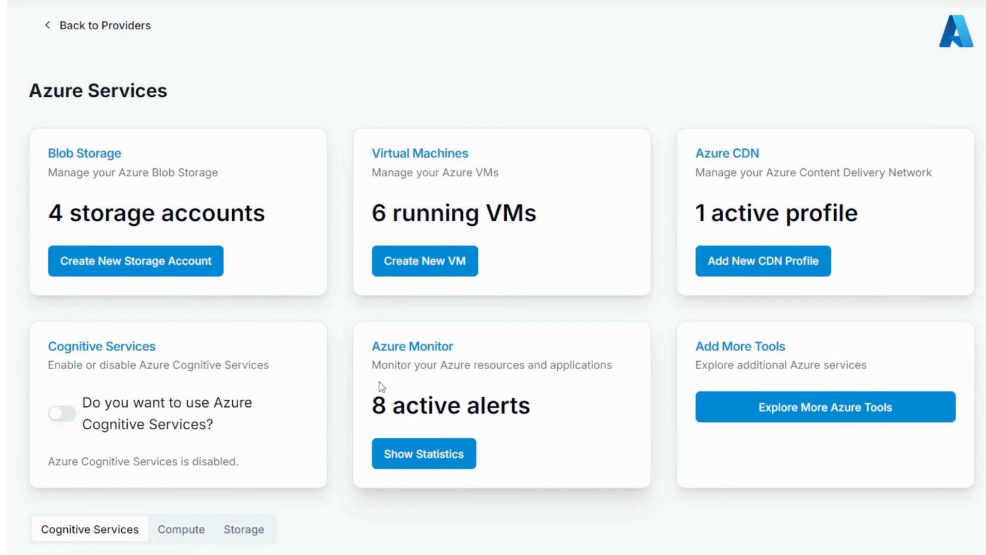 Back to Providers
Azure Services
Blob Storage
Manage your Azure Blob Storage
4 storage accounts
Create New Storage Account
Virtual Machines
Manage your Azure VMs
6 running VMs
Create New VM
Azure CDN
Manage your Azure Content Delivery Network
1 active profile
Add New CDN Profile
Cognitive Services
Enable or disable Azure Cognitive Services
Do you want to use Azure
Cognitive Services?
Azure Cognitive Services is disabled.
Azure Monitor
Monitor your Azure resources and applications
8 active alerts
Show Statistics
Add More Tools
Explore additional Azure services
Explore More Azure Tools
Cognitive Services Compute Storage